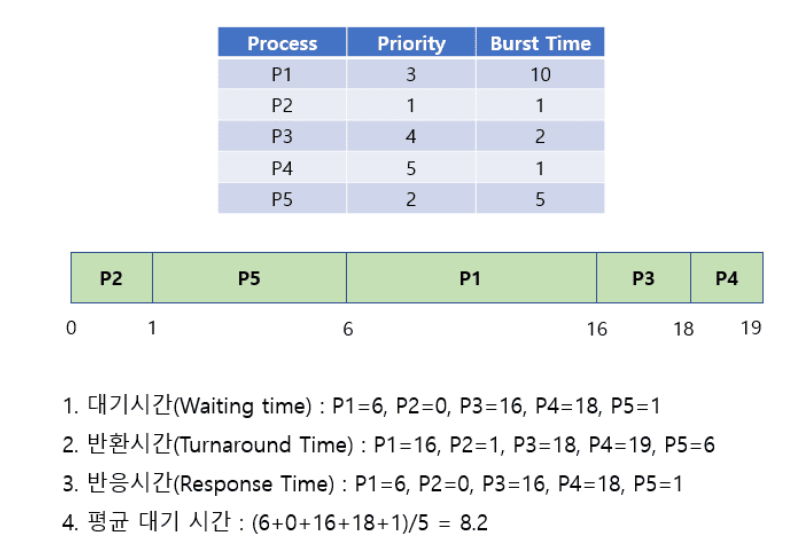 Process Priority Burst Time
P1 3 10
P2 1 1
P3 4 2
P4 5 1
P5 2 5
P2 P5 P1 P3 P4
0 1 6 16 18 19
1. 대기시간(Waiting time) : P1=6, P2=0, P3=16, P4=18, P5=1
2. 반환시간(Turnaround Time) : P1=16, P2=1, P3=18, P4=19, P5=6
3. 반응시간(Response Time) : P1=6, P2=0, P3=16, P4=18, P5=1
4. 평균 대기 시간 : (6+0+16+18+1)/5 = 8.2